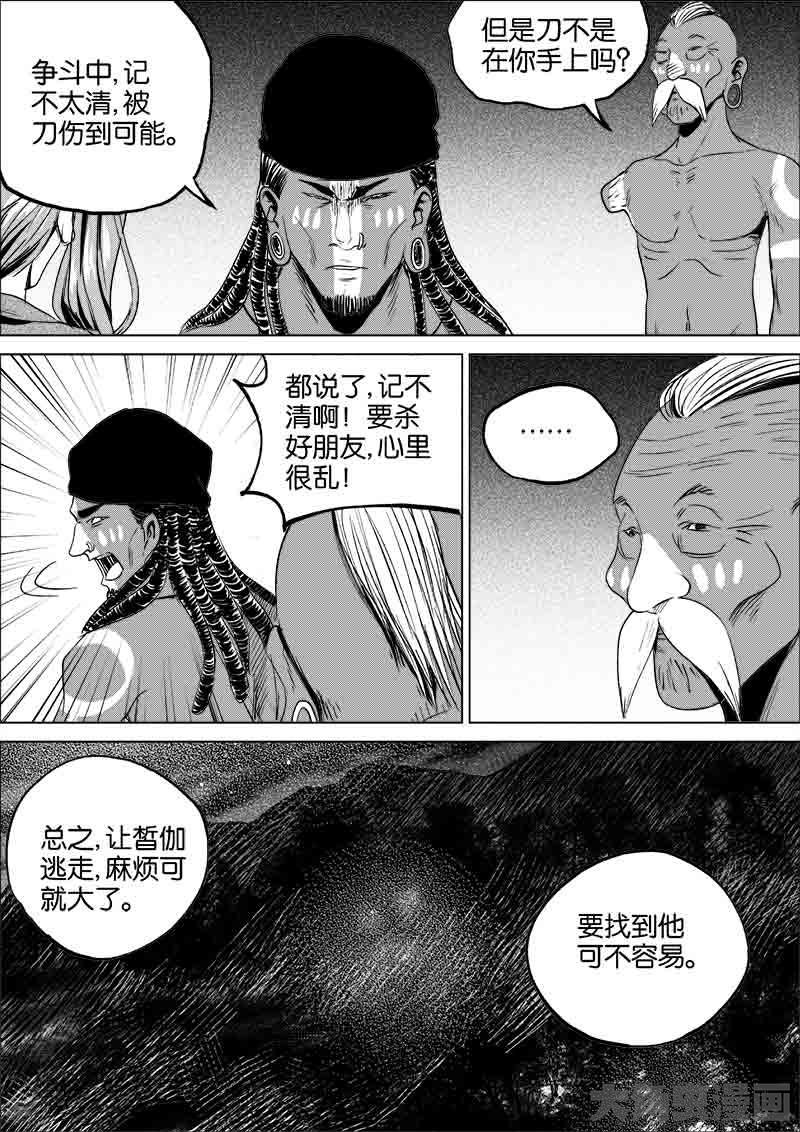 争斗中，记
不太清，被
刀伤到可能。
但是刀不是
在你手上吗？
都说了，记不
清啊！要杀
好朋友，心里
很乱！
……
总之，让皙伽
逃走，麻烦可
就大了。
要找到他
可不容易。